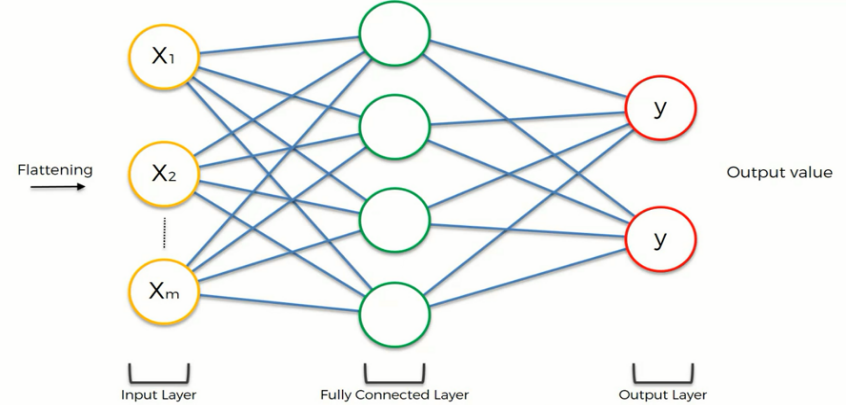 X1
y
Flattening
X2
Output value
y
Xm
Input Layer
Fully Connected Layer
Output Layer